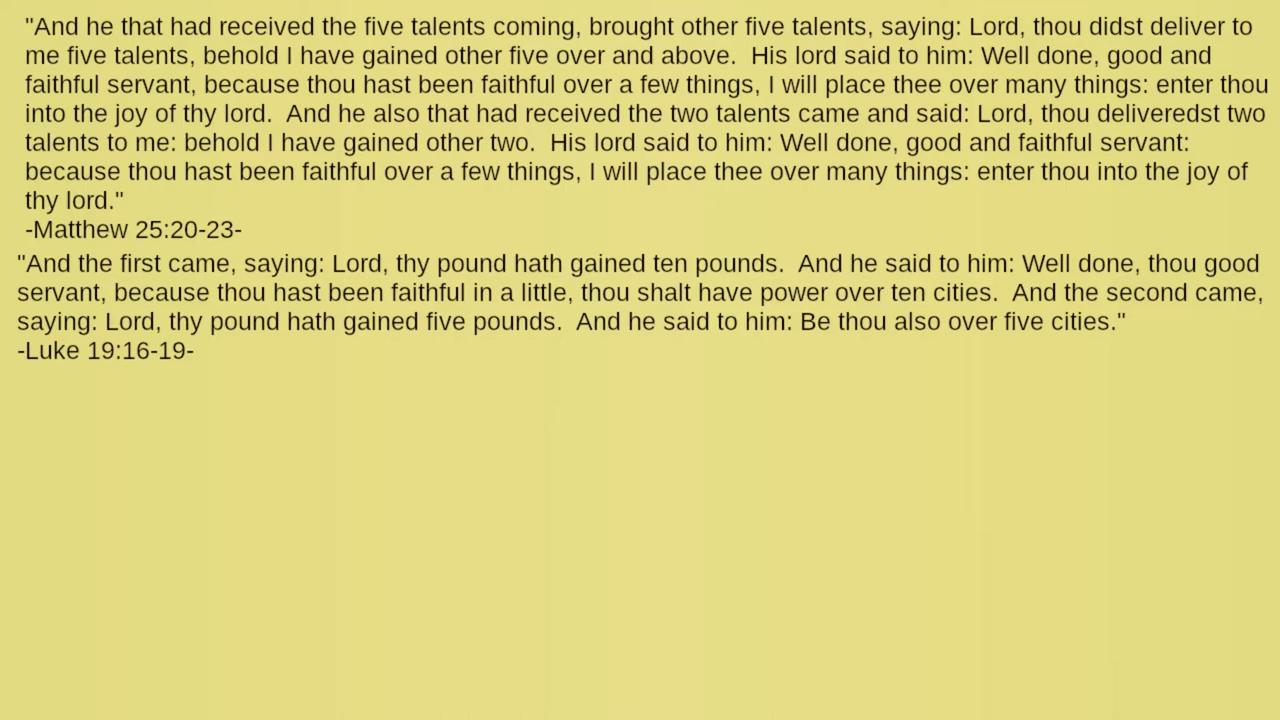 "And he that had received the five talents coming, brought other five talents, saying: Lord, thou didst deliver to
me five talents, behold I have gained other five over and above.  His lord said to him: Well done, good and
faithful servant, because thou hast been faithful over a few things, I will place thee over many things: enter thou
into the joy of thy lord.  And he also that had received the two talents came and said: Lord, thou deliveredst two
talents to me: behold I have gained other two.  His lord said to him: Well done, good and faithful servant:
because thou hast been faithful over a few things, I will place thee over many things: enter thou into the joy of
thy lord."
-Matthew 25:20-23-
"And the first came, saying: Lord, thy pound hath gained ten pounds.  And he said to him: Well done, thou good
servant, because thou hast been faithful in a little, thou shalt have power over ten cities.  And the second came,
saying: Lord, thy pound hath gained five pounds.  And he said to him: Be thou also over five cities."
-Luke 19:16-19-